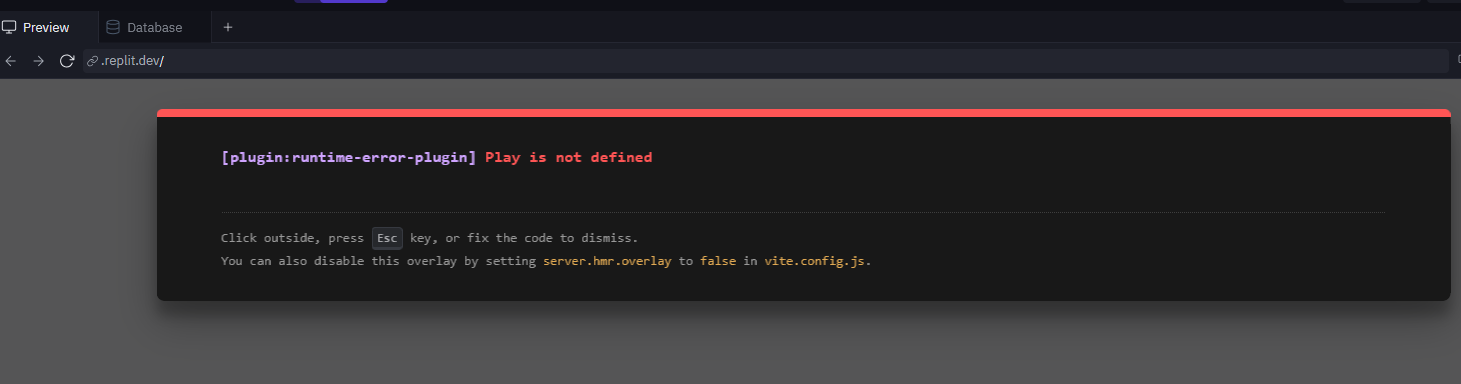 Preview
Database
+
.replit.dev/
[plugin:runtime-error-plugin] Play is not defined
Click outside, press Esc key, or fix the code to dismiss.
You can also disable this overlay by setting server.hmr.overlay to false in vite.config.js.